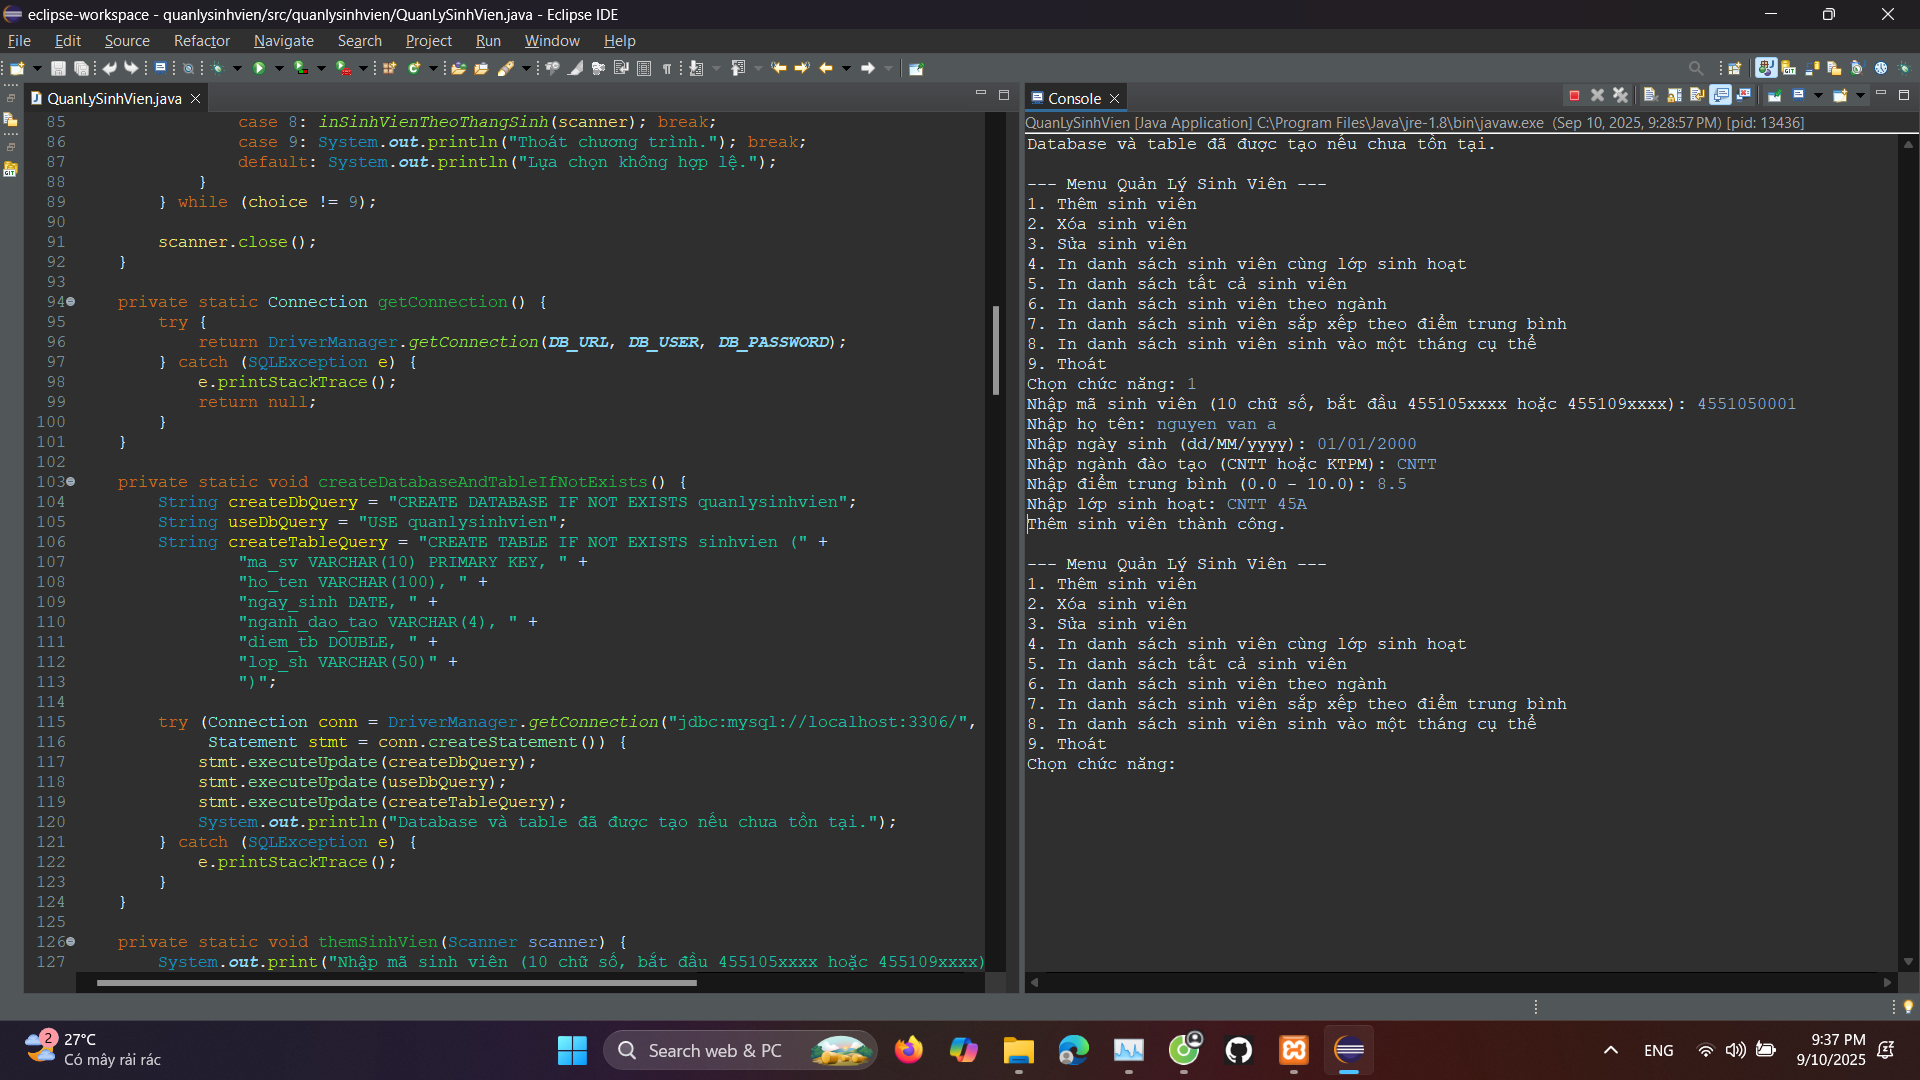 eclipse-workspace - quanlysinhvien/src/quanlysinhvien/QuanLySinhVien.java - Eclipse IDE
File Edit Source Refactor Navigate Search Project Run Window Help
QuanLySinhVien.java
85 case 8: inSinhVienTheoThangSinh(scanner); break;
86 case 9: System.out.println("Thoát chương trình."); break;
87 default: System.out.println("Lựa chọn không hợp lệ.");
88 }
89 } while (choice != 9);
90
91 scanner.close();
92 }
93
94 private static Connection getConnection() {
95 try {
96 return DriverManager.getConnection(DB_URL, DB_USER, DB_PASSWORD);
97 } catch (SQLException e) {
98 e.printStackTrace();
99 return null;
100 }
101 }
102
103 private static void createDatabaseAndTableIfNotExists() {
104 String createDbQuery = "CREATE DATABASE IF NOT EXISTS quanlysinhvien";
105 String useDbQuery = "USE quanlysinhvien";
106 String createTableQuery = "CREATE TABLE IF NOT EXISTS sinhvien (" +
107 "ma_sv VARCHAR(10) PRIMARY KEY, " +
108 "ho_ten VARCHAR(100), " +
109 "ngay_sinh DATE, " +
110 "nganh_dao_tao VARCHAR(4), " +
111 "diem_tb DOUBLE, " +
112 "lop_sh VARCHAR(50)" +
113 ")";
114
115 try (Connection conn = DriverManager.getConnection("jdbc:mysql://localhost:3306/",
116 Statement stmt = conn.createStatement()) {
117 stmt.executeUpdate(createDbQuery);
118 stmt.executeUpdate(useDbQuery);
119 stmt.executeUpdate(createTableQuery);
120 System.out.println("Database và table đã được tạo nếu chưa tồn tại.");
121 } catch (SQLException e) {
122 e.printStackTrace();
123 }
124 }
125
126 private static void themSinhVien(Scanner scanner) {
127 System.out.print("Nhập mã sinh viên (10 chữ số, bắt đầu 455105xxxx hoặc 455109xxxx)
Console
QuanLySinhVien [Java Application] C:\Program Files\Java\jre-1.8\bin\javaw.exe (Sep 10, 2025, 9:28:57 PM) [pid: 13436]
Database và table đã được tạo nếu chưa tồn tại.
--- Menu Quản Lý Sinh Viên ---
1. Thêm sinh viên
2. Xóa sinh viên
3. Sửa sinh viên
4. In danh sách sinh viên cùng lớp sinh hoạt
5. In danh sách tất cả sinh viên
6. In danh sách sinh viên theo ngành
7. In danh sách sinh viên sắp xếp theo điểm trung bình
8. In danh sách sinh viên sinh vào một tháng cụ thể
9. Thoát
Chọn chức năng: 1
Nhập mã sinh viên (10 chữ số, bắt đầu 455105xxxx hoặc 455109xxxx): 4551050001
Nhập họ tên: nguyen van a
Nhập ngày sinh (dd/MM/yyyy): 01/01/2000
Nhập ngành đào tạo (CNTT hoặc KTPM): CNTT
Nhập điểm trung bình (0.0 - 10.0): 8.5
Nhập lớp sinh hoạt: CNTT 45A
Thêm sinh viên thành công.
--- Menu Quản Lý Sinh Viên ---
1. Thêm sinh viên
2. Xóa sinh viên
3. Sửa sinh viên
4. In danh sách sinh viên cùng lớp sinh hoạt
5. In danh sách tất cả sinh viên
6. In danh sách sinh viên theo ngành
7. In danh sách sinh viên sắp xếp theo điểm trung bình
8. In danh sách sinh viên sinh vào một tháng cụ thể
9. Thoát
Chọn chức năng:
2
27°C
Có mây rải rác
Search web & PC
ENG
9:37 PM
9/10/2025